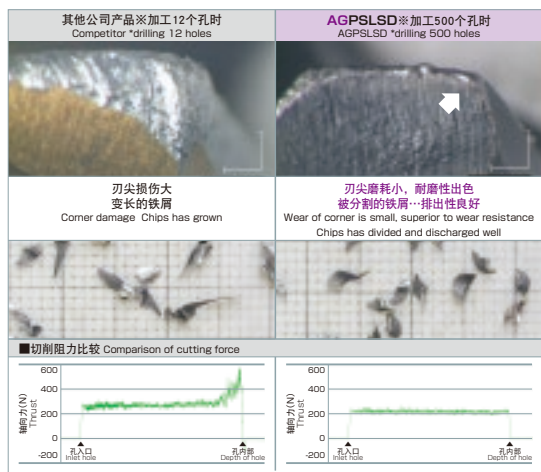 其他公司产品※加工12个孔时
Competitor *drilling 12 holes
AGPSLSD※加工500个孔时
AGPSLSD *drilling 500 holes
刃尖损伤大
变长的铁屑
Corner damage Chips has grown
刃尖磨耗小，耐磨性出色
被分割的铁屑…排出性良好
Wear of corner is small, superior to wear resistance
Chips has divided and discharged well
■切削阻力比较 Comparison of cutting force
轴向力(N)
Thrust
600
400
200
0
-200
孔入口
Inlet hole
孔内部
Depth of hole
轴向力(N)
Thrust
600
400
200
0
-200
孔入口
Inlet hole
孔内部
Depth of hole